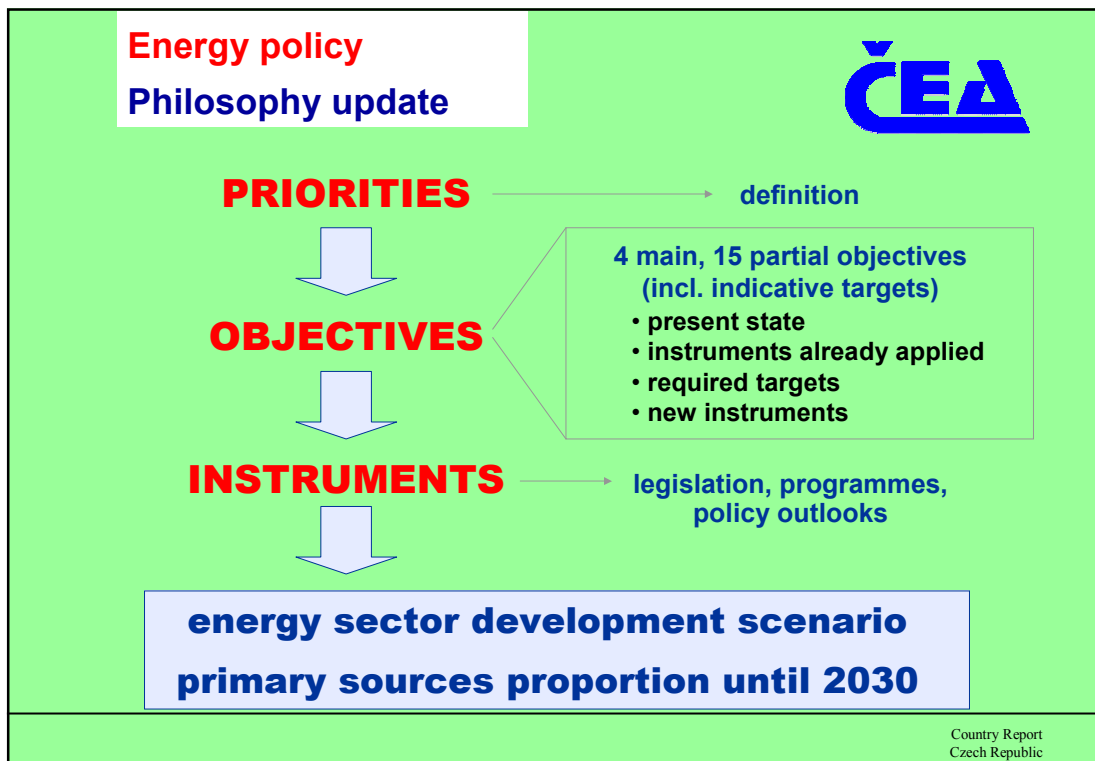 Energy policy
Philosophy update
ČEA
PRIORITIES
definition
4 main, 15 partial objectives
(incl. indicative targets)
• present state
• instruments already applied
• required targets
• new instruments
OBJECTIVES
INSTRUMENTS
legislation, programmes,
policy outlooks
energy sector development scenario
primary sources proportion until 2030
Country Report
Czech Republic